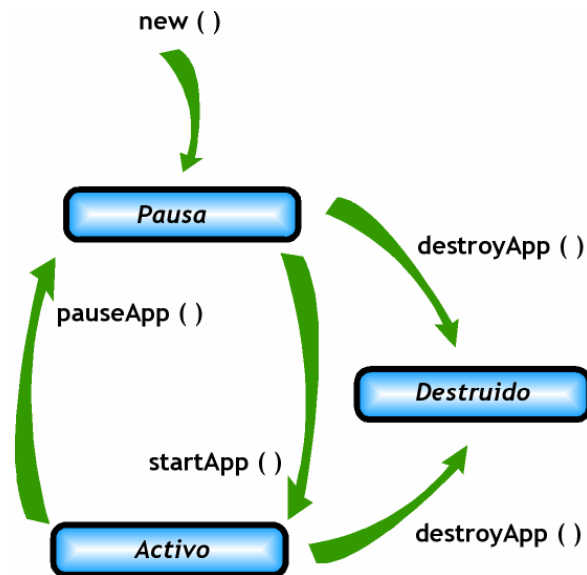 new ( )
Pausa
destroyApp ( )
pauseApp ( )
Destruido
startApp ( )
destroyApp ( )
Activo